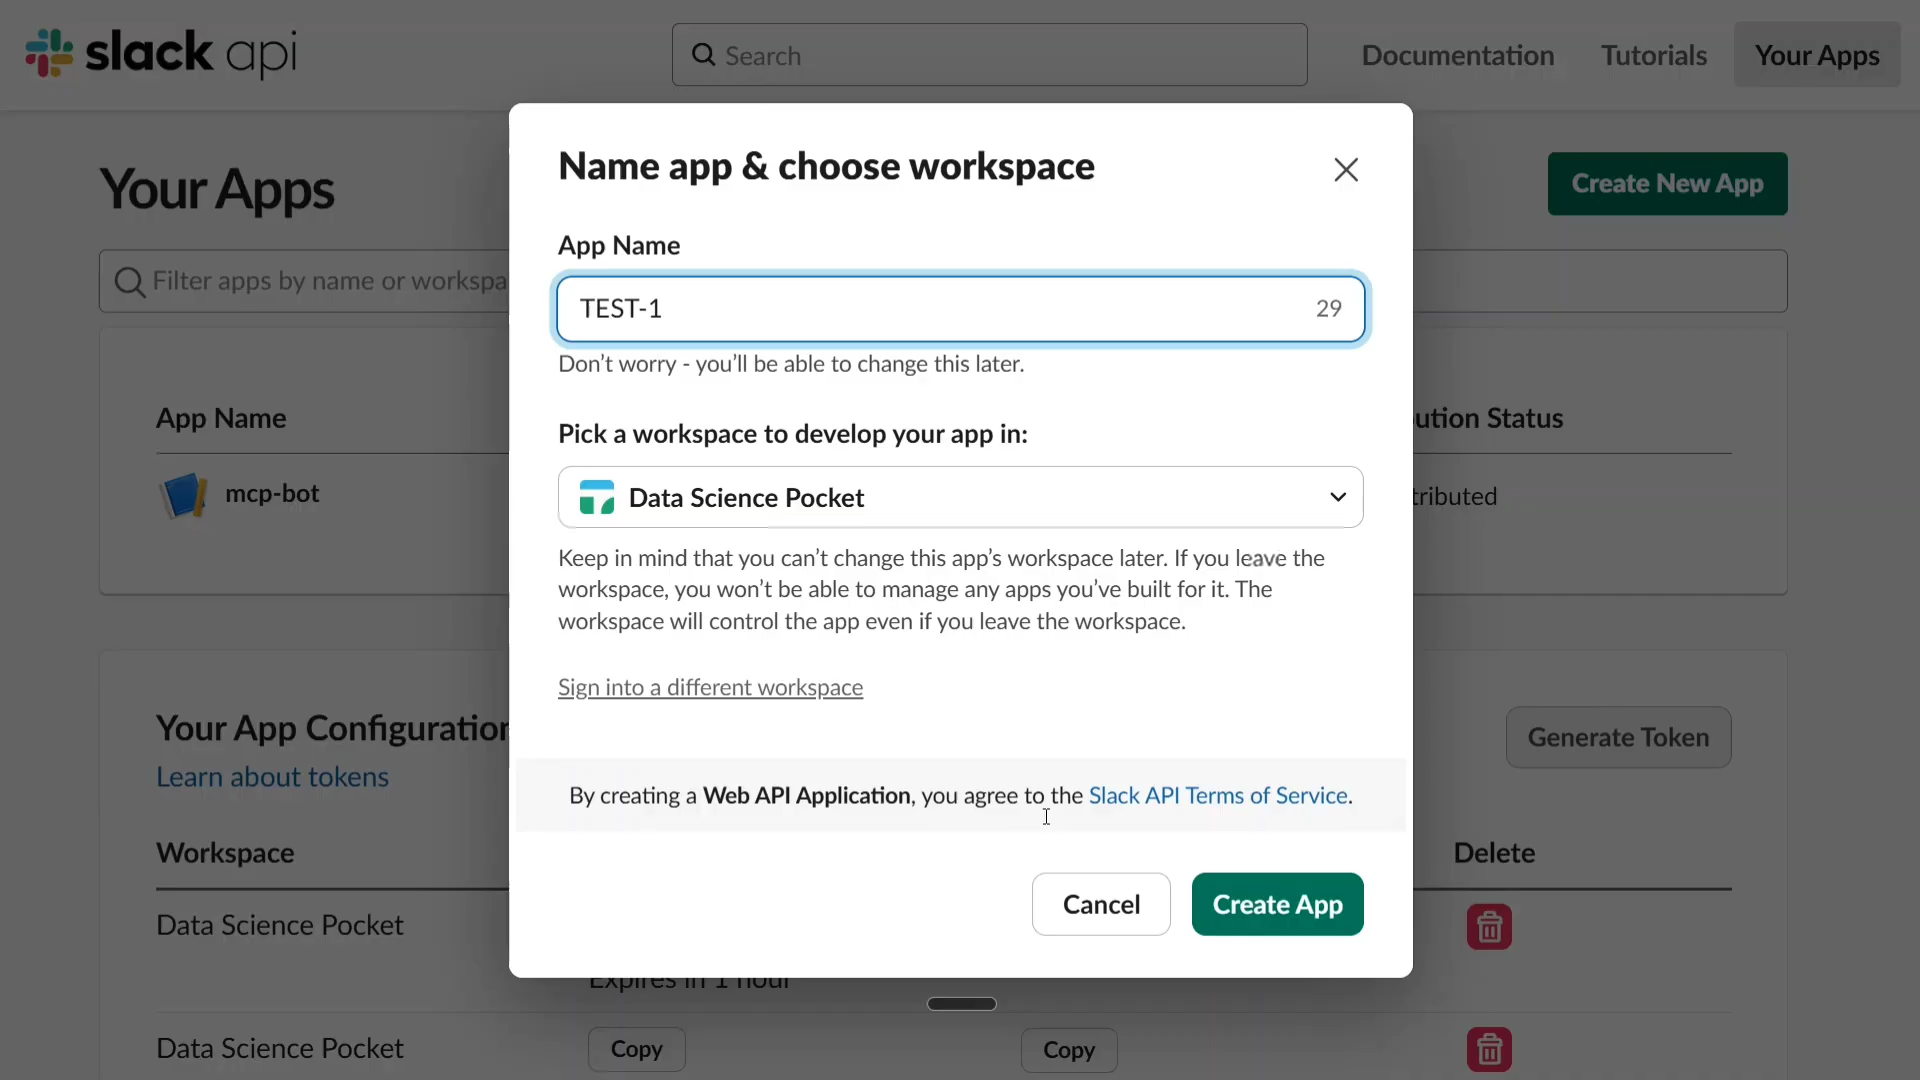 slack api
Search
Documentation
Tutorials
Your Apps
Your Apps
Create New App
Filter apps by name or workspa
App Name
ution Status
mcp-bot
tributed
Name app & choose workspace
App Name
TEST-1
29
Don't worry - you'll be able to change this later.
Pick a workspace to develop your app in:
Data Science Pocket
Keep in mind that you can't change this app's workspace later. If you leave the
workspace, you won't be able to manage any apps you've built for it. The
workspace will control the app even if you leave the workspace.
Sign into a different workspace
By creating a Web API Application, you agree to the Slack API Terms of Service.
Cancel
Create App
Your App Configuration
Generate Token
Learn about tokens
Workspace
Delete
Data Science Pocket
Expires in 1 hour
Data Science Pocket
Copy
Copy